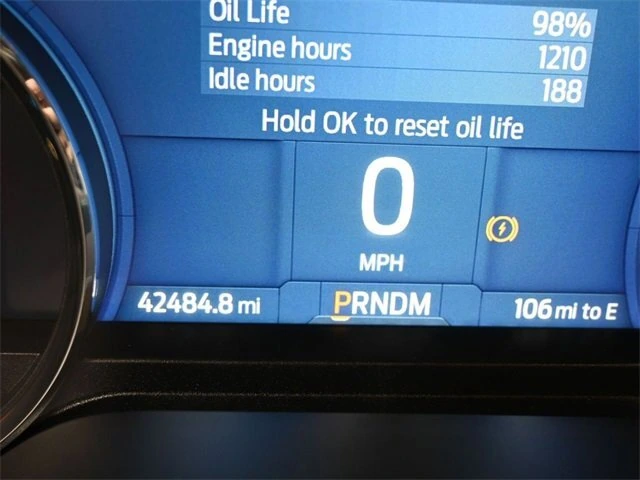 Oil Life 98%
Engine hours 1210
Idle hours 188
Hold OK to reset oil life
0
MPH
42484.8 mi PRNDM 106 mi to E